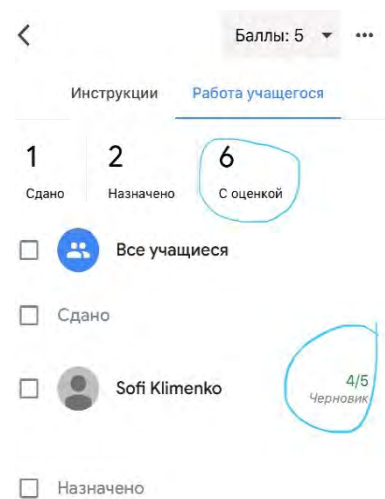 Баллы: 5
Инструкции Работа учащегося
1 2 6
Сдано Назначено С оценкой
Все учащиеся
Сдано
Sofi Klimenko 4/5
Черновик
Назначено